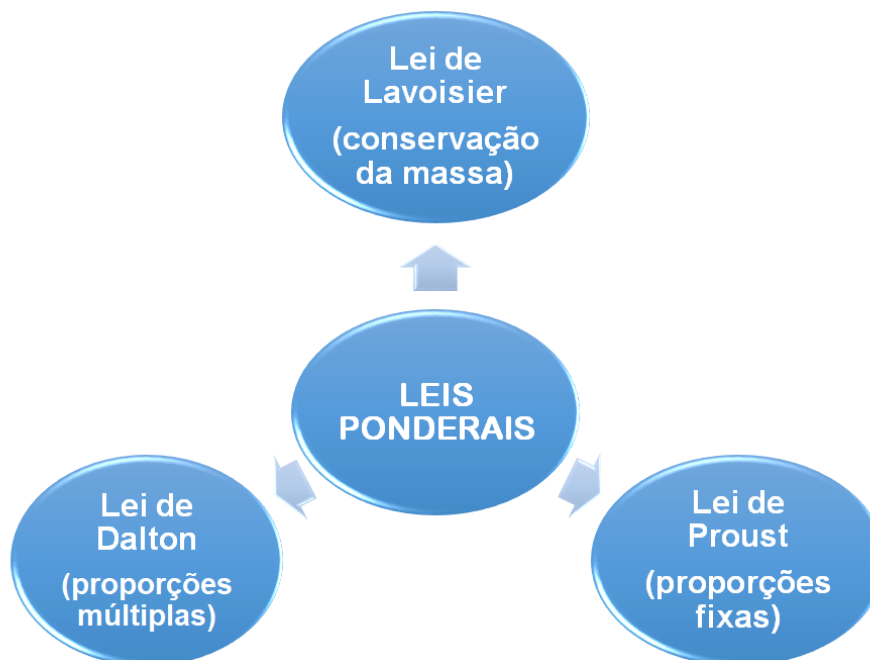 Lei de
Lavoisier
(conservação
da massa)
LEIS
PONDERAIS
Lei de
Dalton
(proporções
múltiplas)
Lei de
Proust
(proporções
fixas)